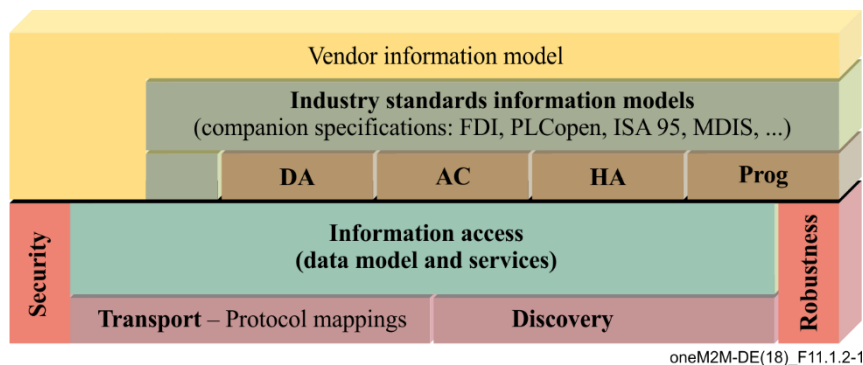 Vendor information model
Industry standards information models
(companion specifications: FDI, PLCopen, ISA 95, MDIS, ...)
DA
AC
HA
Prog
Security
Information access
(data model and services)
Robustness
Transport – Protocol mappings
Discovery
oneM2M-DE(18)_F11.1.2-1